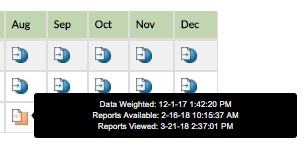 Aug Sep Oct Nov Dec
Data Weighted: 12-1-17 1:42:20 PM
Reports Available: 2-16-18 10:15:37 AM
Reports Viewed: 3-21-18 2:37:01 PM